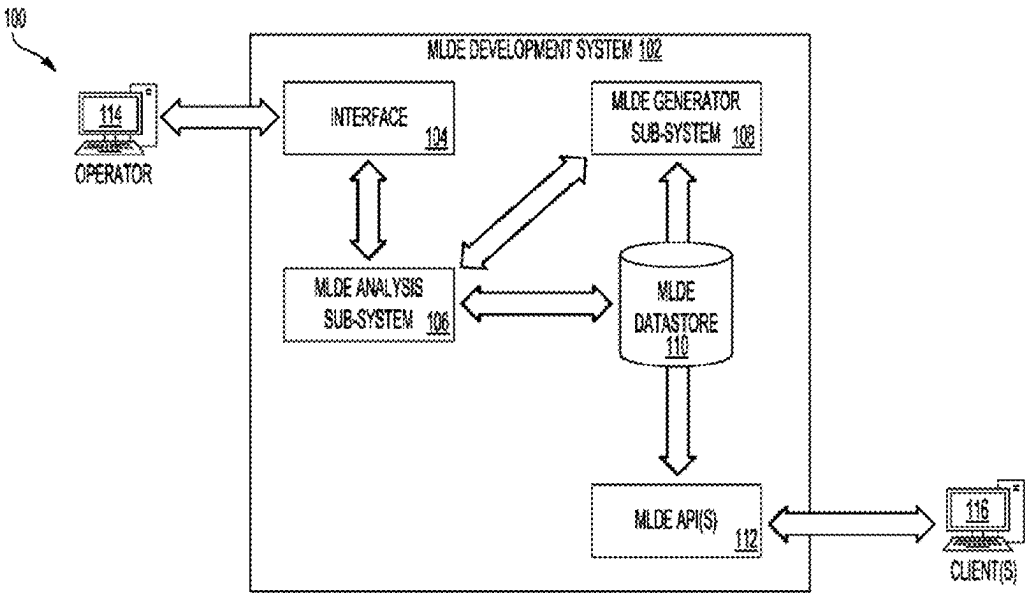 100
MLDE DEVELOPMENT SYSTEM 102
114
OPERATOR
INTERFACE
104
MLDE GENERATOR
SUB-SYSTEM 108
MLDE ANALYSIS
SUB-SYSTEM 106
MLDE
DATASTORE
110
MLDE API(S)
112
116
CLIENT(S)